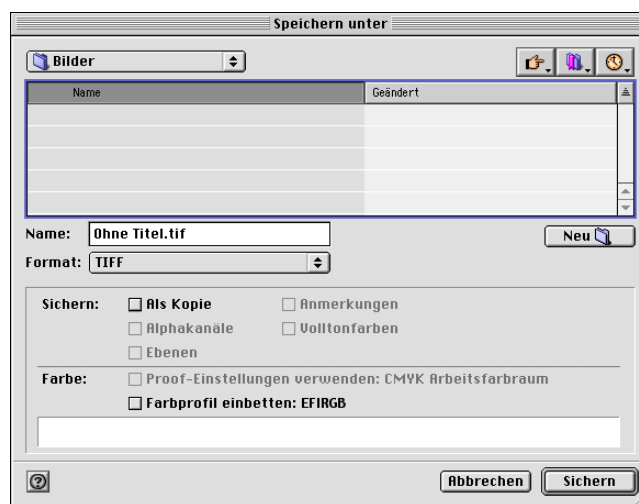 Speichern unter
Bilder
Name Geändert
Name: Ohne Titel.tif Neu
Format: TIFF
Sichern: Als Kopie Anmerkungen
Alphakanäle Volltonfarben
Ebenen
Farbe: Proof-Einstellungen verwenden: CMYK Arbeitsfarbraum
Farbprofil einbetten: EFIRGB
? Abbrechen Sichern